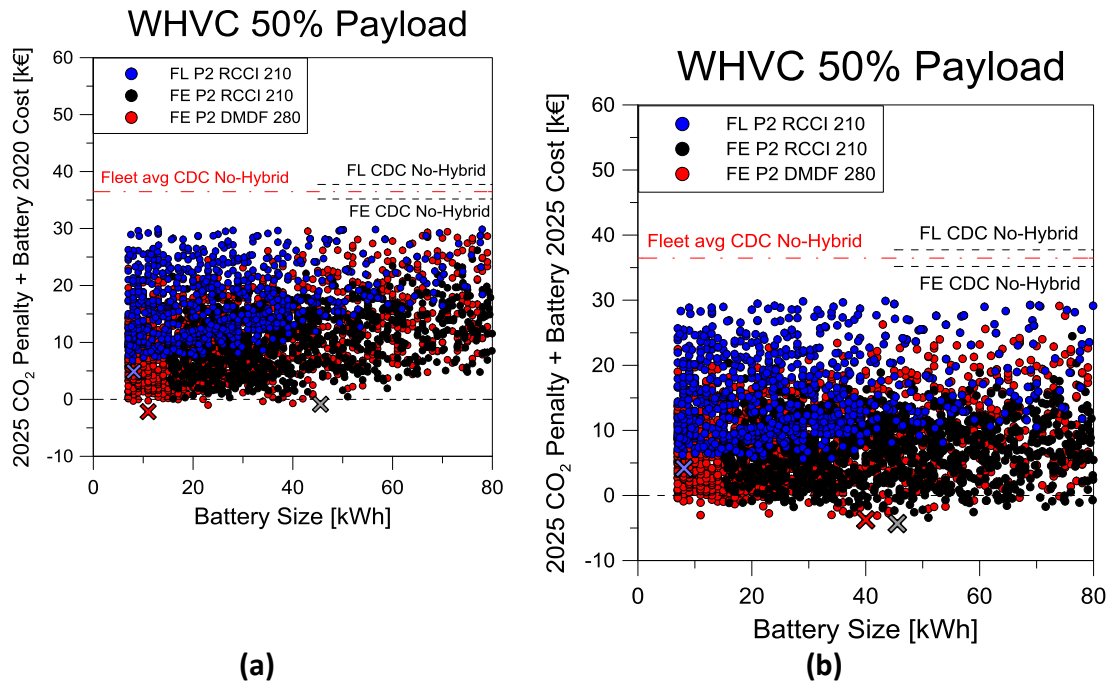 WHVC 50% Payload
2025 CO2 Penalty + Battery 2020 Cost [k€]
60
50
40
30
20
10
0
-10
FL P2 RCCI 210
FE P2 RCCI 210
FE P2 DMDF 280
Fleet avg CDC No-Hybrid
FL CDC No-Hybrid
FE CDC No-Hybrid
0
20
40
60
80
Battery Size [kWh]
(a)
WHVC 50% Payload
2025 CO2 Penalty + Battery 2025 Cost [k€]
60
50
40
30
20
10
0
-10
FL P2 RCCI 210
FE P2 RCCI 210
FE P2 DMDF 280
Fleet avg CDC No-Hybrid
FL CDC No-Hybrid
FE CDC No-Hybrid
0
20
40
60
80
Battery Size [kWh]
(b)